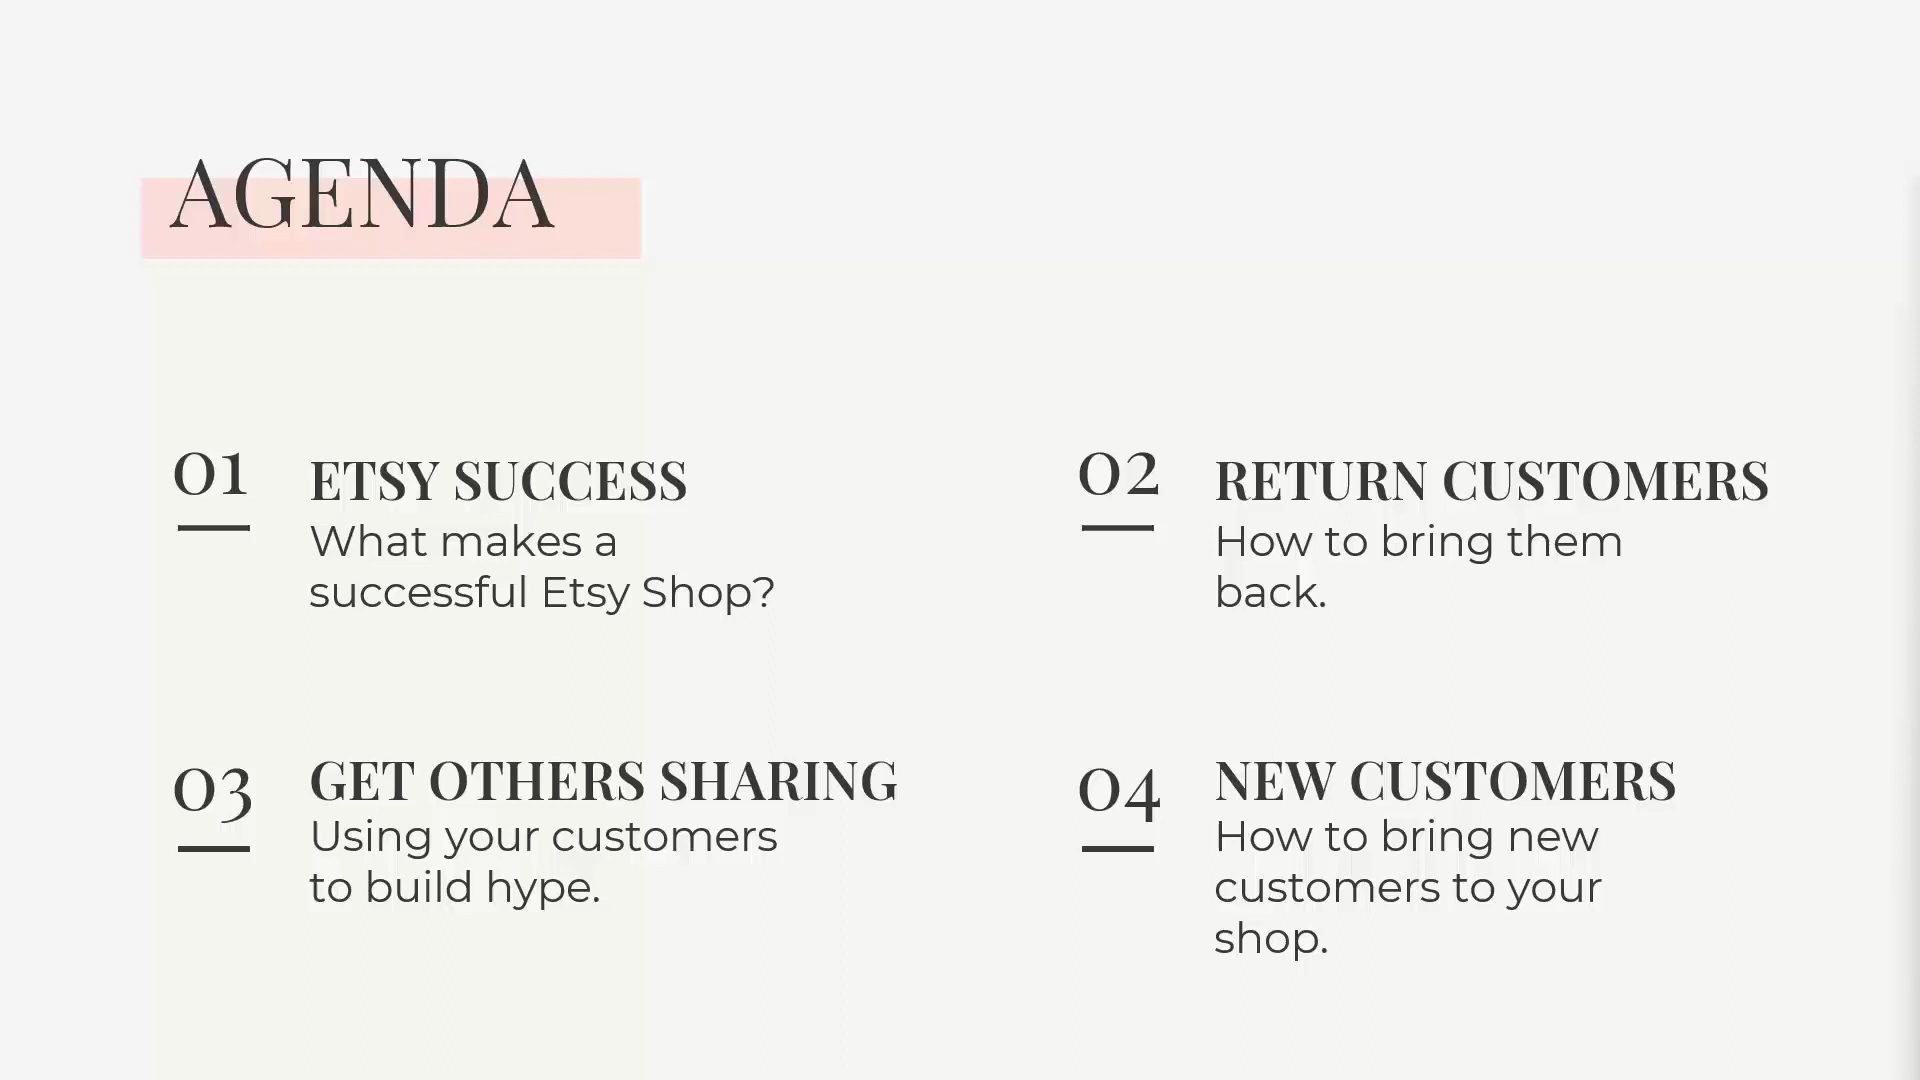 AGENDA
01
ETSY SUCCESS
What makes a
successful Etsy Shop?
02
RETURN CUSTOMERS
How to bring them
back.
03
GET OTHERS SHARING
Using your customers
to build hype.
04
NEW CUSTOMERS
How to bring new
customers to your
shop.